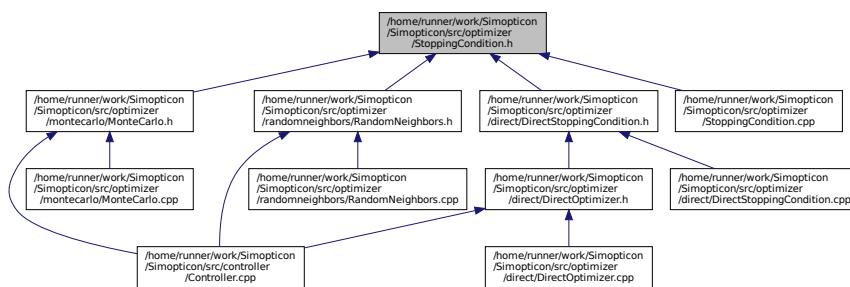 /home/runner/work/Simopticon
/Simopticon/src/optimizer
/StoppingCondition.h
/home/runner/work/Simopticon
/Simopticon/src/optimizer
/montecarlo/MonteCarlo.h
/home/runner/work/Simopticon
/Simopticon/src/optimizer
/randomneighbors/RandomNeighbors.h
/home/runner/work/Simopticon
/Simopticon/src/optimizer
/direct/DirectStoppingCondition.h
/home/runner/work/Simopticon
/Simopticon/src/optimizer
/StoppingCondition.cpp
/home/runner/work/Simopticon
/Simopticon/src/optimizer
/montecarlo/MonteCarlo.cpp
/home/runner/work/Simopticon
/Simopticon/src/optimizer
/randomneighbors/RandomNeighbors.cpp
/home/runner/work/Simopticon
/Simopticon/src/optimizer
/direct/DirectOptimizer.h
/home/runner/work/Simopticon
/Simopticon/src/optimizer
/direct/DirectStoppingCondition.cpp
/home/runner/work/Simopticon
/Simopticon/src/controller
/Controller.cpp
/home/runner/work/Simopticon
/Simopticon/src/optimizer
/direct/DirectOptimizer.cpp